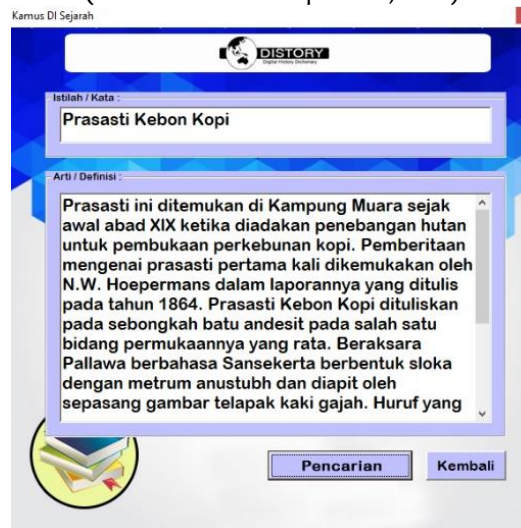 Kamus DI Sejarah
DISTORY
Digital History Dictionary
Istilah / Kata :
Prasasti Kebon Kopi
Arti / Definisi :
Prasasti ini ditemukan di Kampung Muara sejak
awal abad XIX ketika diadakan penebangan hutan
untuk pembukaan perkebunan kopi. Pemberitaan
mengenai prasasti pertama kali dikemukakan oleh
N.W. Hoepermans dalam laporannya yang ditulis
pada tahun 1864. Prasasti Kebon Kopi dituliskan
pada sebongkah batu andesit pada salah satu
bidang permukaannya yang rata. Beraksara
Pallawa berbahasa Sansekerta berbentuk sloka
dengan metrum anustubh dan diapit oleh
sepasang gambar telapak kaki gajah. Huruf yang
Pencarian
Kembali